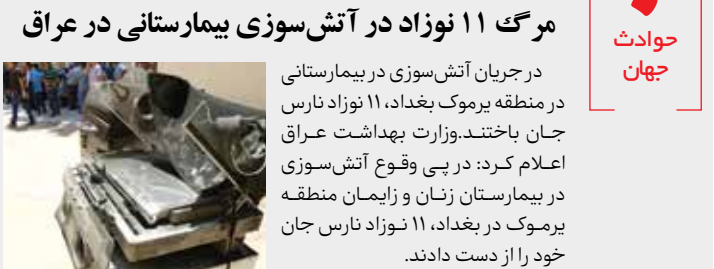 حوادث
جهان
مرگ ۱۱ نوزاد در آتش‌سوزی بیمارستانی در عراق
در جریان آتش‌سوزی در بیمارستانی
در منطقه یرموک بغداد، ۱۱ نوزاد نارس
جان باختند.وزارت بهداشت عراق
اعلام کرد: در پی وقوع آتش‌سوزی
در بیمارستان زنان و زایمان منطقه
یرموک در بغداد، ۱۱ نوزاد نارس جان
خود را از دست دادند.